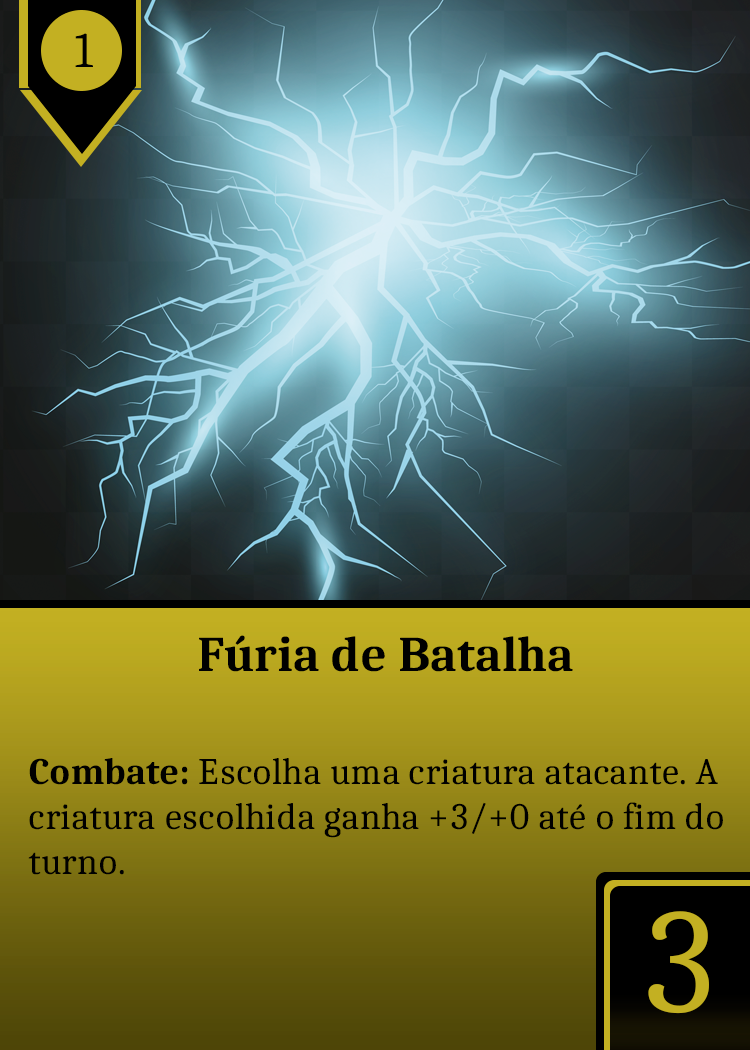 1
Fúria de Batalha
Combate: Escolha uma criatura atacante. A
criatura escolhida ganha +3/+0 até o fim do
turno.
3